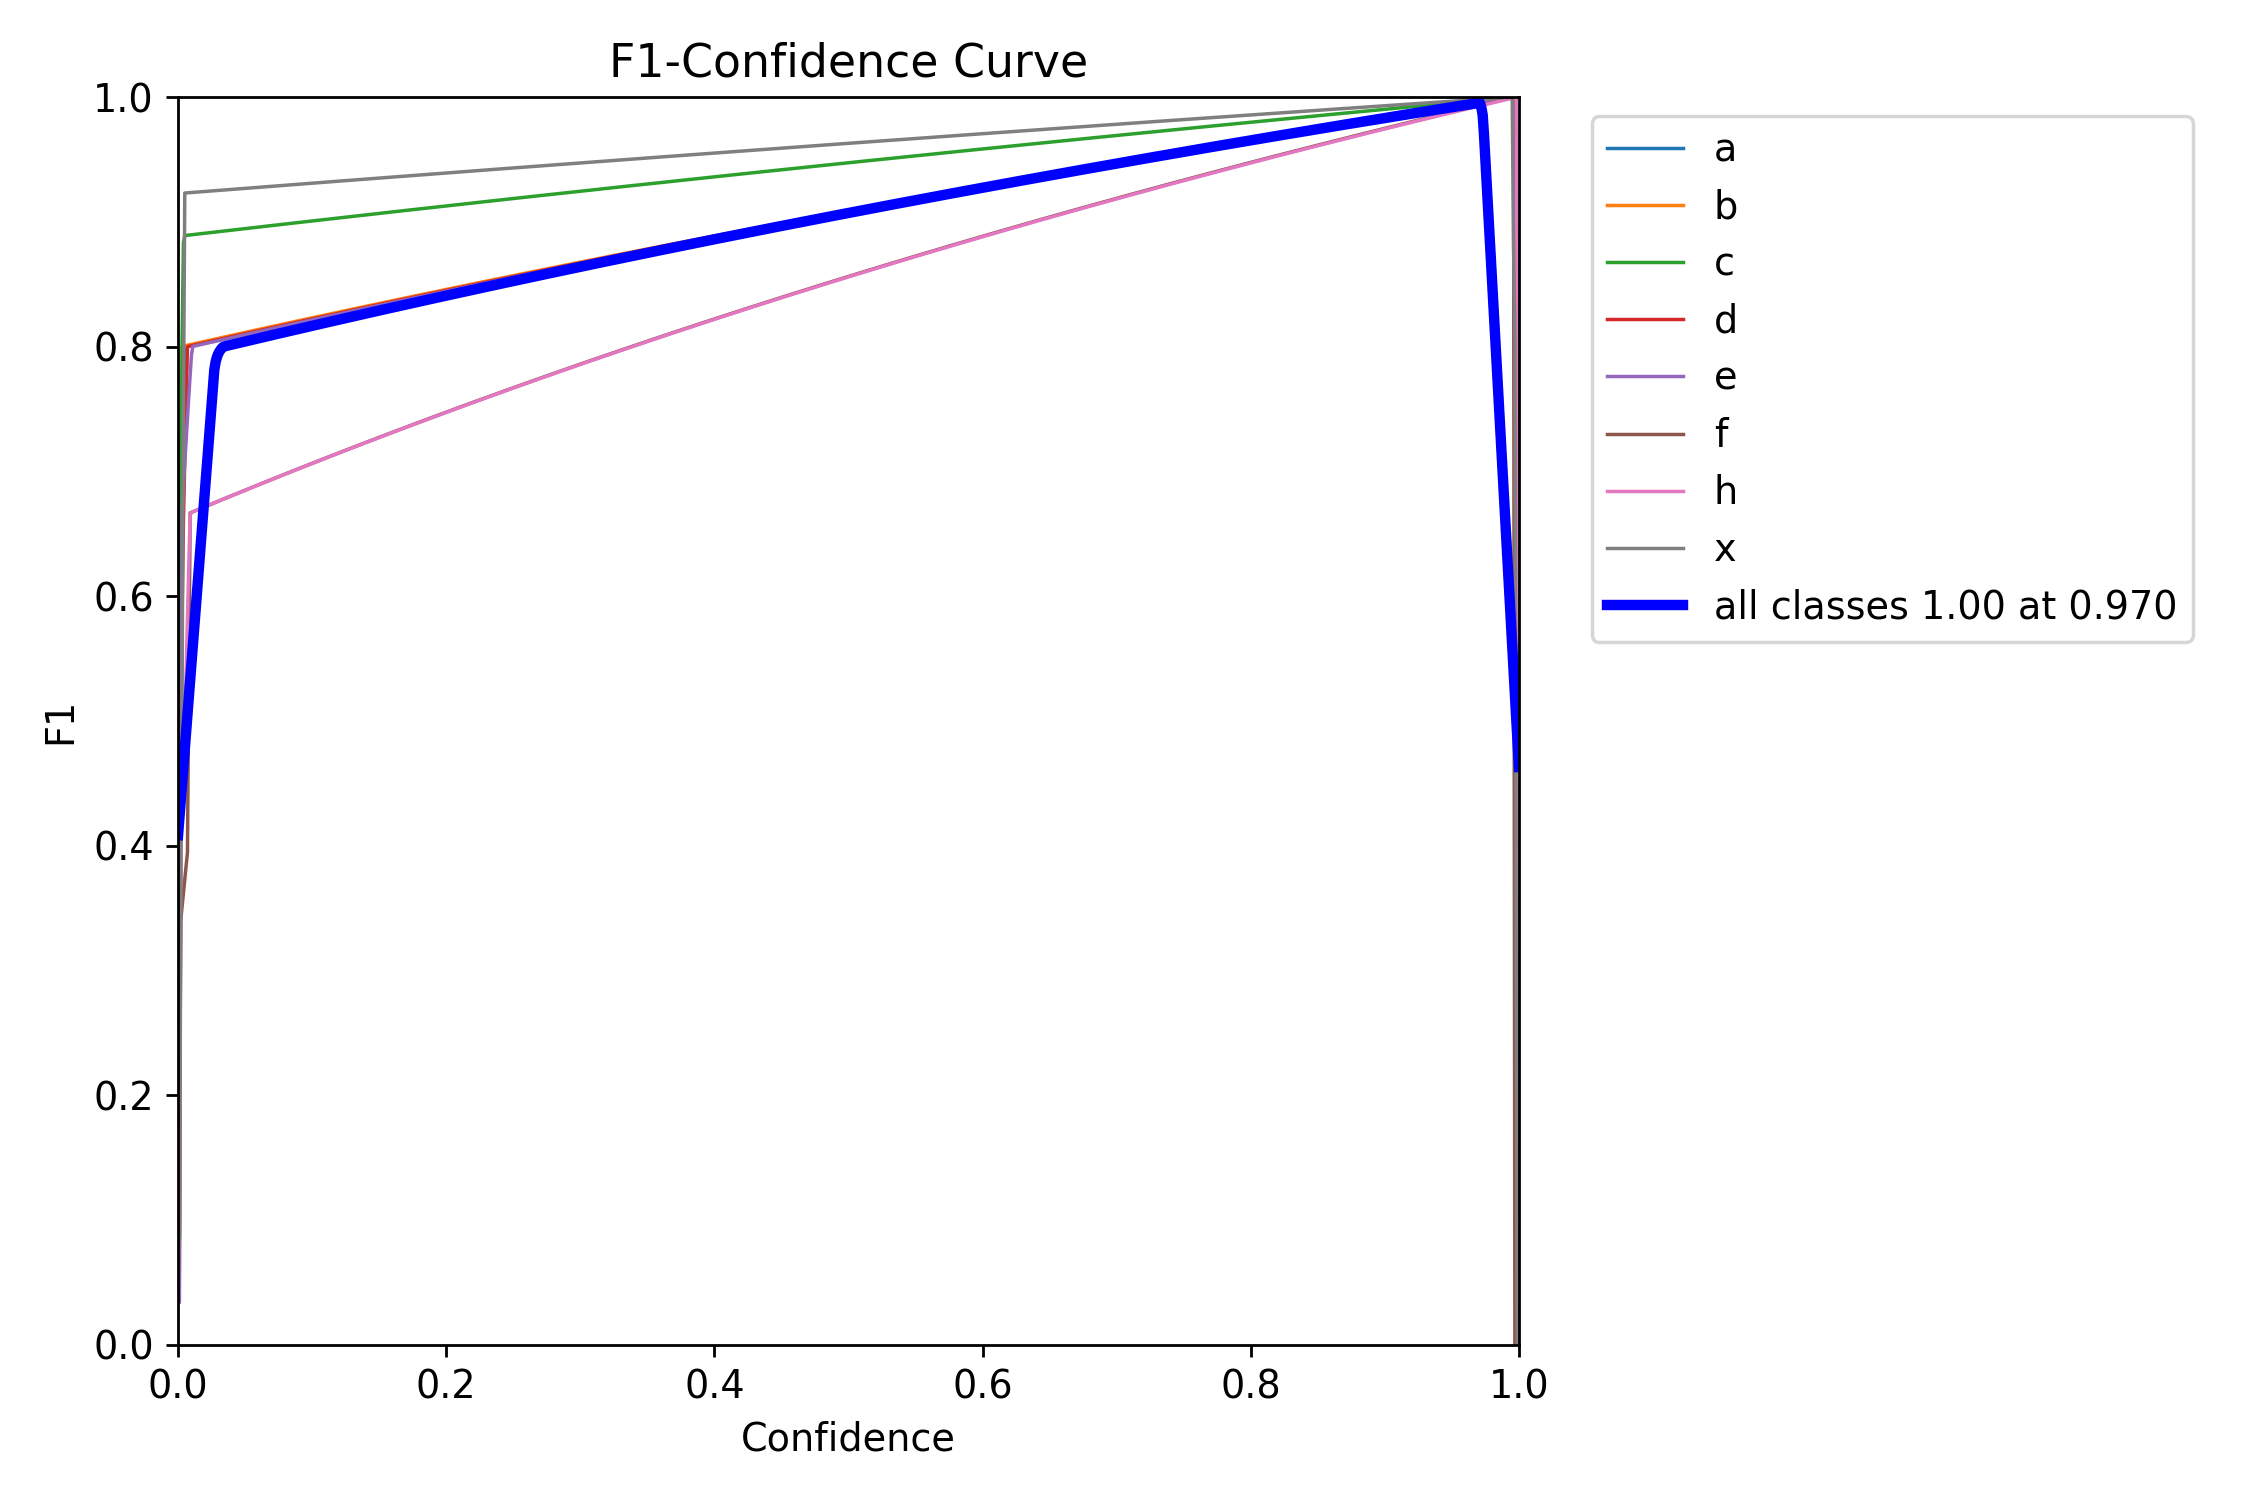 F1-Confidence Curve
1.0
0.8
0.6
0.4
0.2
0.0
F1
0.0 0.2 0.4 0.6 0.8 1.0
Confidence
a
b
c
d
e
f
h
x
all classes 1.00 at 0.970